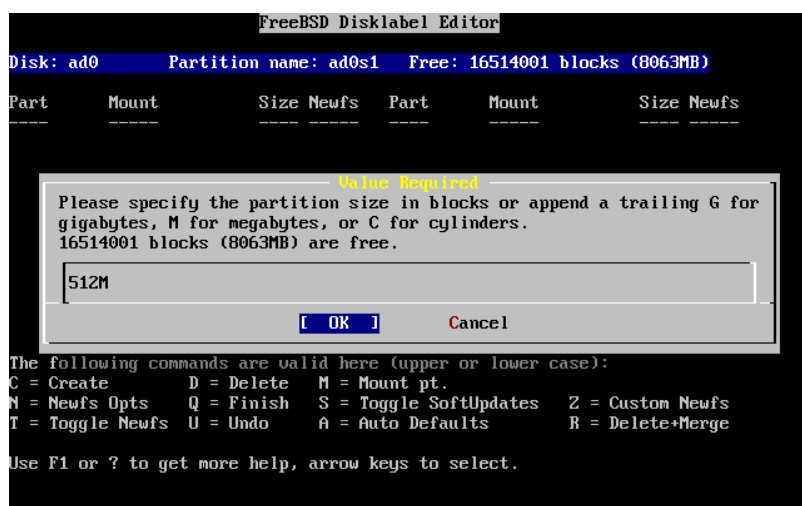 FreeBSD Disklabel Editor
Disk: ad0 Partition name: ad0s1 Free: 16514001 blocks (8063MB)
Part Mount Size Newfs Part Mount Size Newfs
---- ----- ---- ----- ---- ----- ---- -----
Value Required
Please specify the partition size in blocks or append a trailing G for
gigabytes, M for megabytes, or C for cylinders.
16514001 blocks (8063MB) are free.
512M
[ OK ] Cancel
The following commands are valid here (upper or lower case):
C = Create D = Delete M = Mount pt.
N = Newfs Opts Q = Finish S = Toggle SoftUpdates Z = Custom Newfs
T = Toggle Newfs U = Undo A = Auto Defaults R = Delete+Merge
Use F1 or ? to get more help, arrow keys to select.